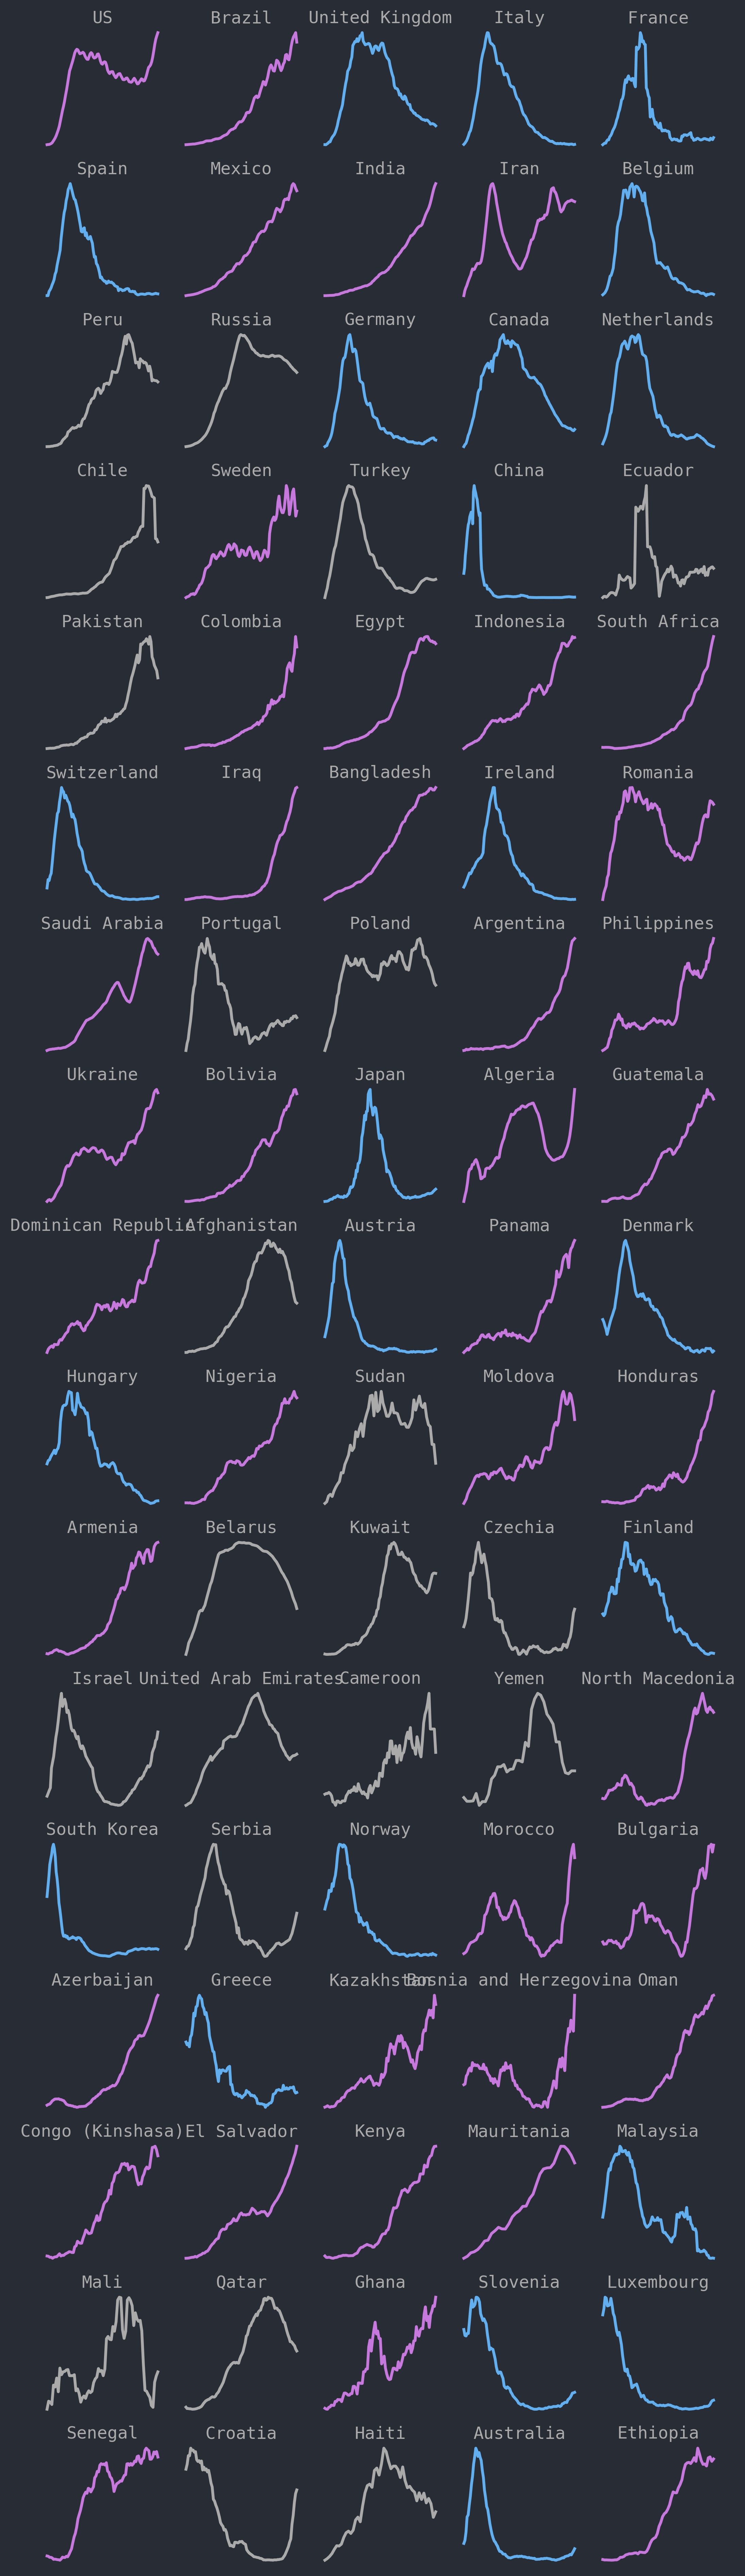 US Brazil United Kingdom Italy France
Spain Mexico India Iran Belgium
Peru Russia Germany Canada Netherlands
Chile Sweden Turkey China Ecuador
Pakistan Colombia Egypt Indonesia South Africa
Switzerland Iraq Bangladesh Ireland Romania
Saudi Arabia Portugal Poland Argentina Philippines
Ukraine Bolivia Japan Algeria Guatemala
Dominican Republic Afghanistan Austria Panama Denmark
Hungary Nigeria Sudan Moldova Honduras
Armenia Belarus Kuwait Czechia Finland
Israel United Arab Emirates Cameroon Yemen North Macedonia
South Korea Serbia Norway Morocco Bulgaria
Azerbaijan Greece Kazakhstan Bosnia and Herzegovina Oman
Congo (Kinshasa) El Salvador Kenya Mauritania Malaysia
Mali Qatar Ghana Slovenia Luxembourg
Senegal Croatia Haiti Australia Ethiopia